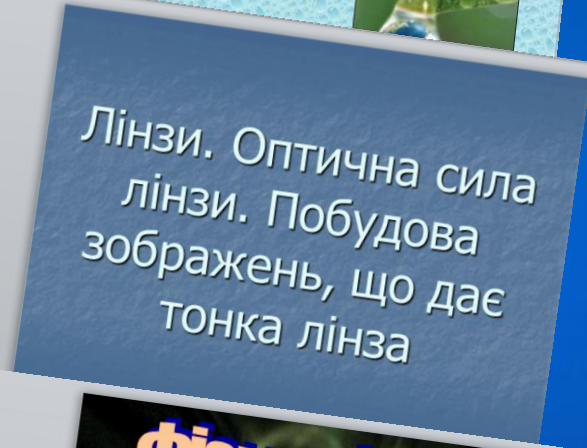 Лінзи. Оптична сила
лінзи. Побудова
зображень, що дає
тонка лінза